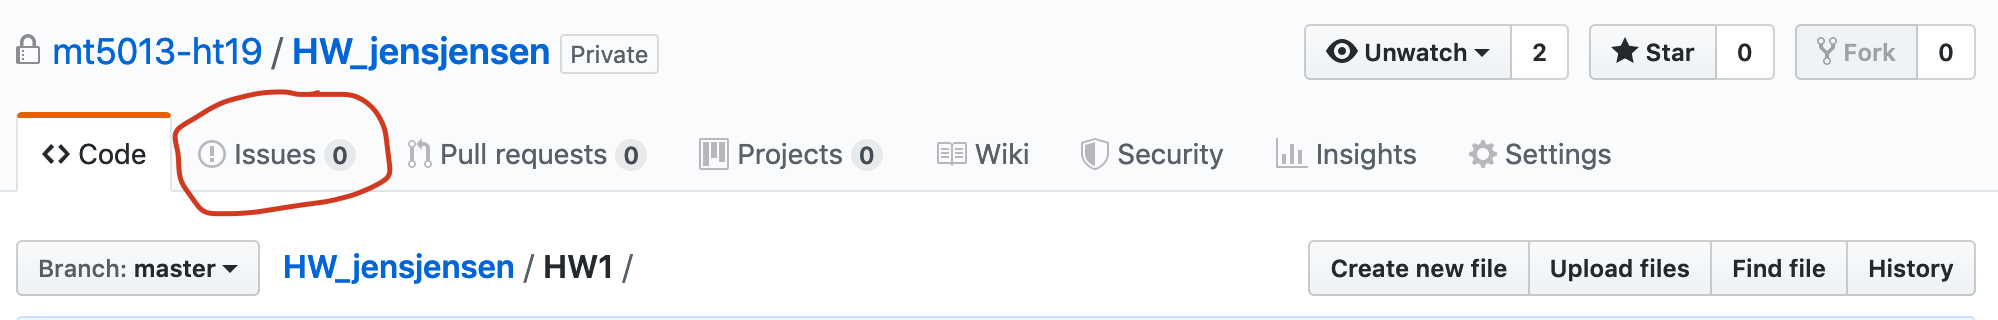 mt5013-ht19 / HW_jensjensen Private Unwatch 2 Star 0 Fork 0
Code Issues 0 Pull requests 0 Projects 0 Wiki Security Insights Settings
Branch: master HW_jensjensen / HW1 / Create new file Upload files Find file History